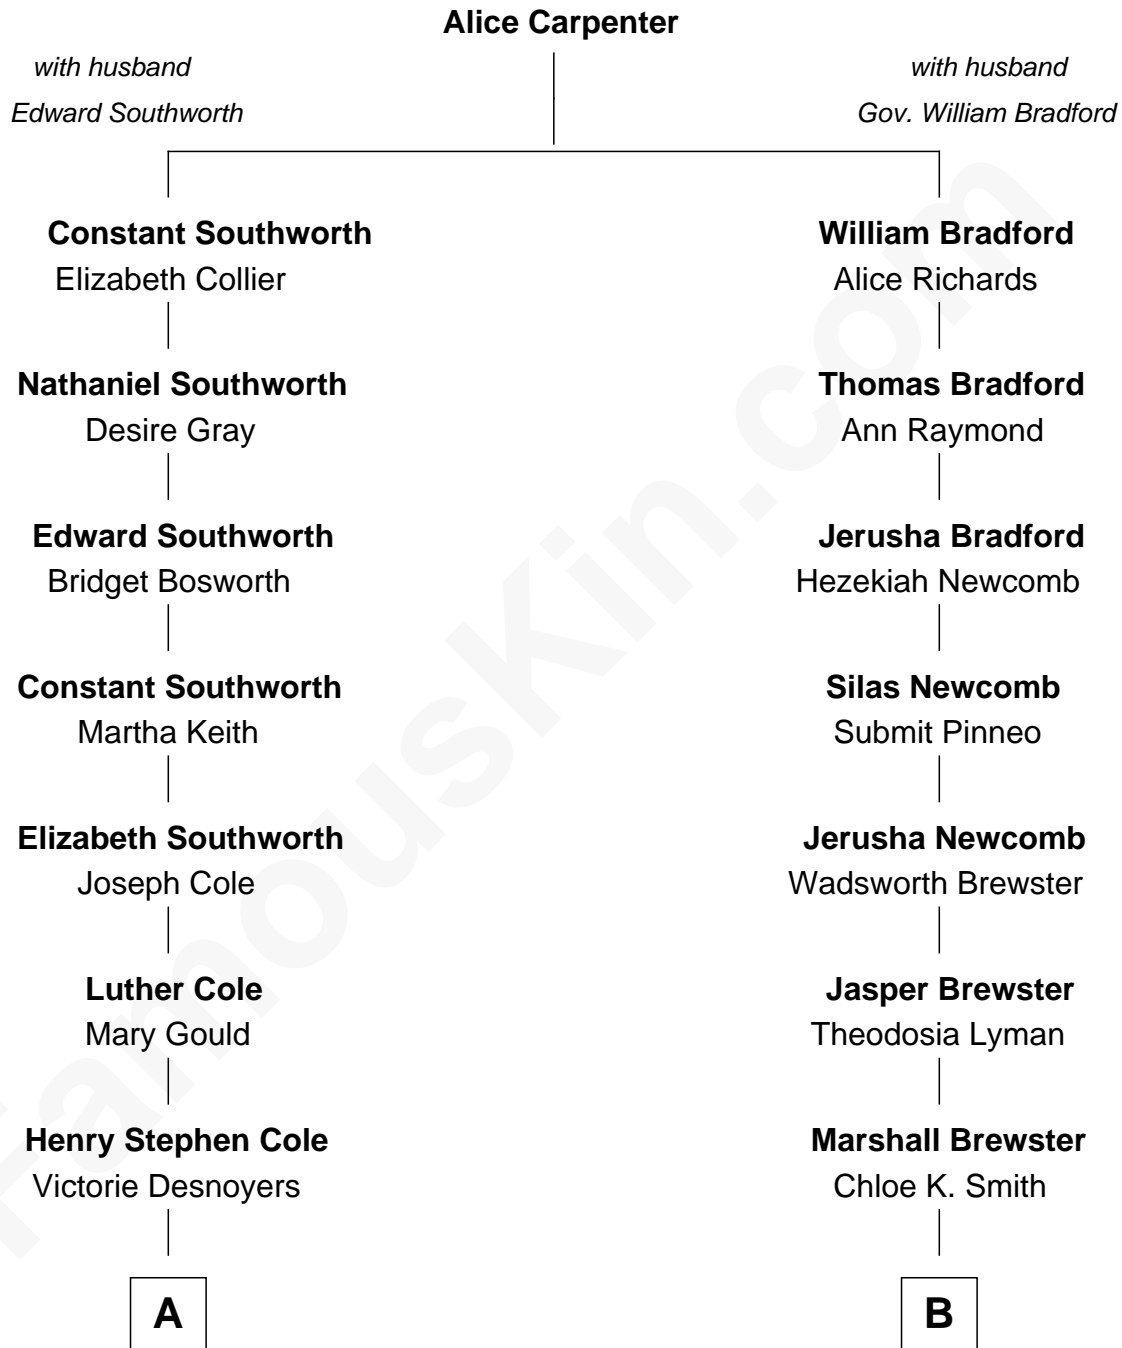 Alice Carpenter
with husband
Edward Southworth
with husband
Gov. William Bradford
Constant Southworth
Elizabeth Collier
William Bradford
Alice Richards
Nathaniel Southworth
Desire Gray
Thomas Bradford
Ann Raymond
Edward Southworth
Bridget Bosworth
Jerusha Bradford
Hezekiah Newcomb
Constant Southworth
Martha Keith
Silas Newcomb
Submit Pinneo
Elizabeth Southworth
Joseph Cole
Jerusha Newcomb
Wadsworth Brewster
Luther Cole
Mary Gould
Jasper Brewster
Theodosia Lyman
Henry Stephen Cole
Victorie Desnoyers
Marshall Brewster
Chloe K. Smith
A
B
FamousKin.com